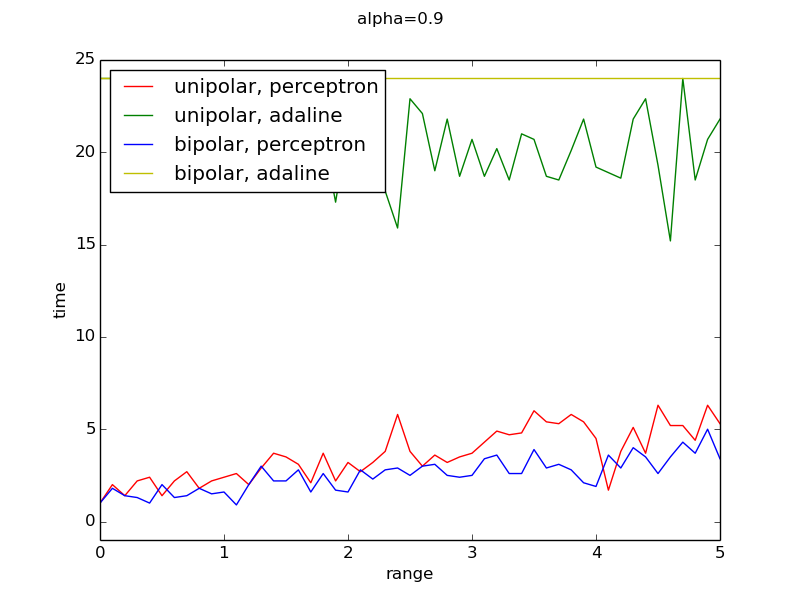 alpha=0.9
25
unipolar, perceptron
unipolar, adaline
bipolar, perceptron
bipolar, adaline
20
15
time
10
5
0
0 1 2 3 4 5
range